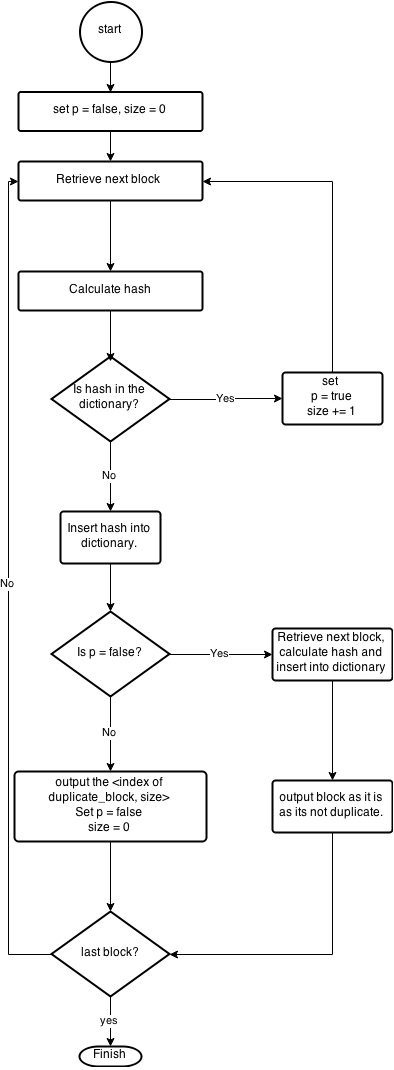 start
set p = false, size = 0
Retrieve next block
Calculate hash
Is hash in the
dictionary?
Yes
set
p = true
size += 1
No
Insert hash into
dictionary.
No
Is p = false?
Yes
Retrieve next block,
calculate hash and
insert into dictionary
No
output the <index of
duplicate_block, size>
Set p = false
size = 0
output block as it is
as its not duplicate.
last block?
yes
Finish